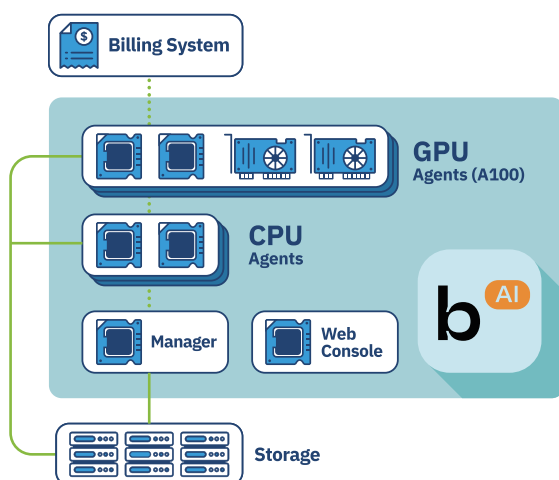 $
Billing System
GPU
Agents (A100)
CPU
Agents
b AI
Manager
Web
Console
Storage